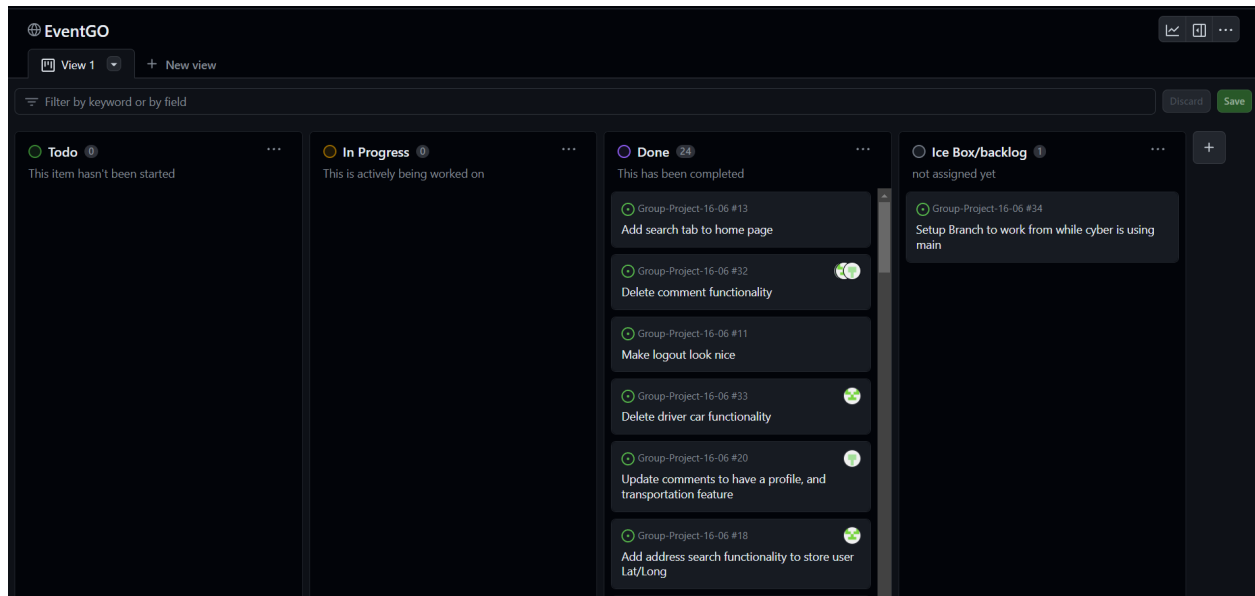 EventGO
View 1
New view
Filter by keyword or by field
Discard
Save
Todo 0
This item hasn't been started
In Progress 0
This is actively being worked on
Done 24
This has been completed
Group-Project-16-06 #13
Add search tab to home page
Group-Project-16-06 #32
Delete comment functionality
Group-Project-16-06 #11
Make logout look nice
Group-Project-16-06 #33
Delete driver car functionality
Group-Project-16-06 #20
Update comments to have a profile, and
transportation feature
Group-Project-16-06 #18
Add address search functionality to store user
Lat/Long
Ice Box/backlog 1
not assigned yet
Group-Project-16-06 #34
Setup Branch to work from while cyber is using
main